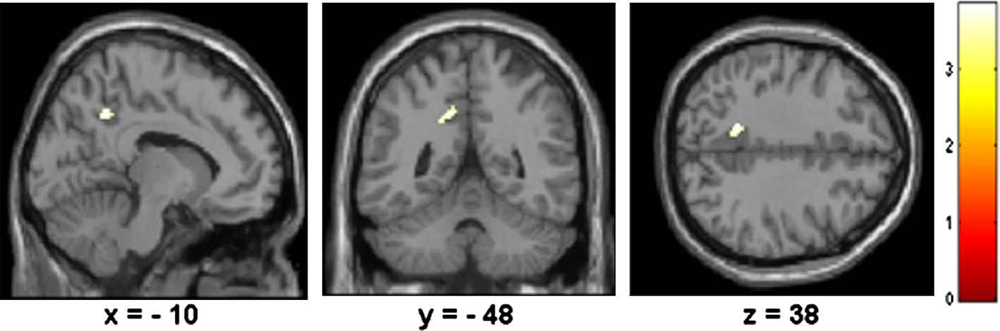 3
2
1
0
x = - 10
y = - 48
z = 38